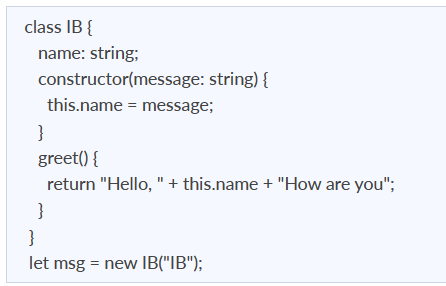 class IB {
name: string;
constructor(message: string) {
this.name = message;
}
greet() {
return "Hello, " + this.name + "How are you";
}
}
let msg = new IB("IB");